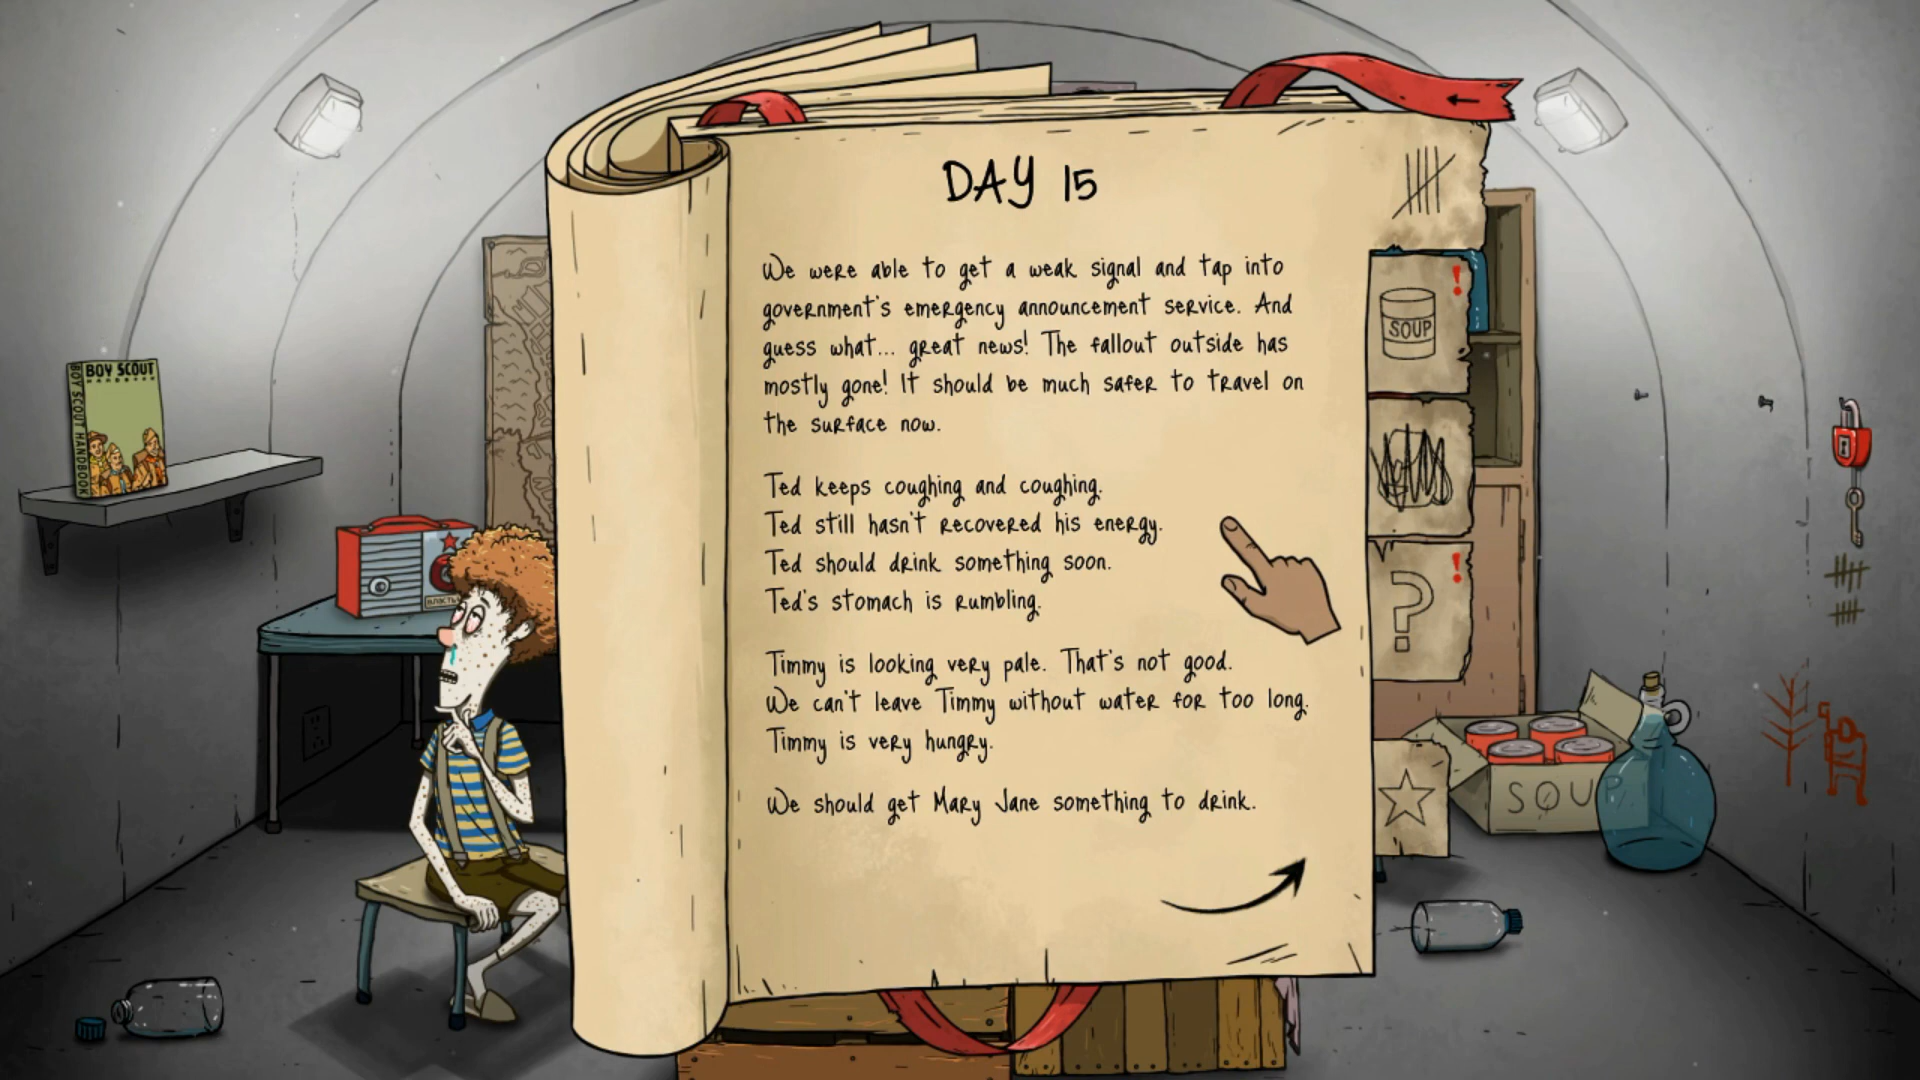 DAY 15
We were able to get a weak signal and tap into
government's emergency announcement service. And
guess what... great news! The fallout outside has
mostly gone! It should be much safer to travel on
the surface now.
Ted keeps coughing and coughing.
Ted still hasn't recovered his energy.
Ted should drink something soon.
Ted's stomach is rumbling.
Timmy is looking very pale. That's not good.
We can't leave Timmy without water for too long.
Timmy is very hungry.
We should get Mary Jane something to drink.
!
SOUP
!
?
BOY SCOUT
HANDBOOK
BOY SCOUT HANDBOOK
власть
SOUP